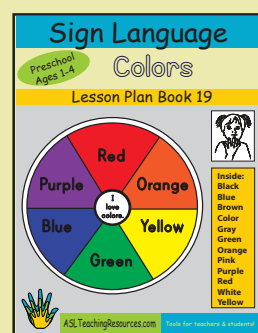 Sign Language
Preschool
Ages 1-4
Colors
Lesson Plan Book 19
Red
Purple
Orange
I
love
colors.
Blue
Yellow
Green
Inside:
Black
Blue
Brown
Color
Gray
Green
Orange
Pink
Purple
Red
White
Yellow
ASLTeachingResources.com
Tools for teachers & students!